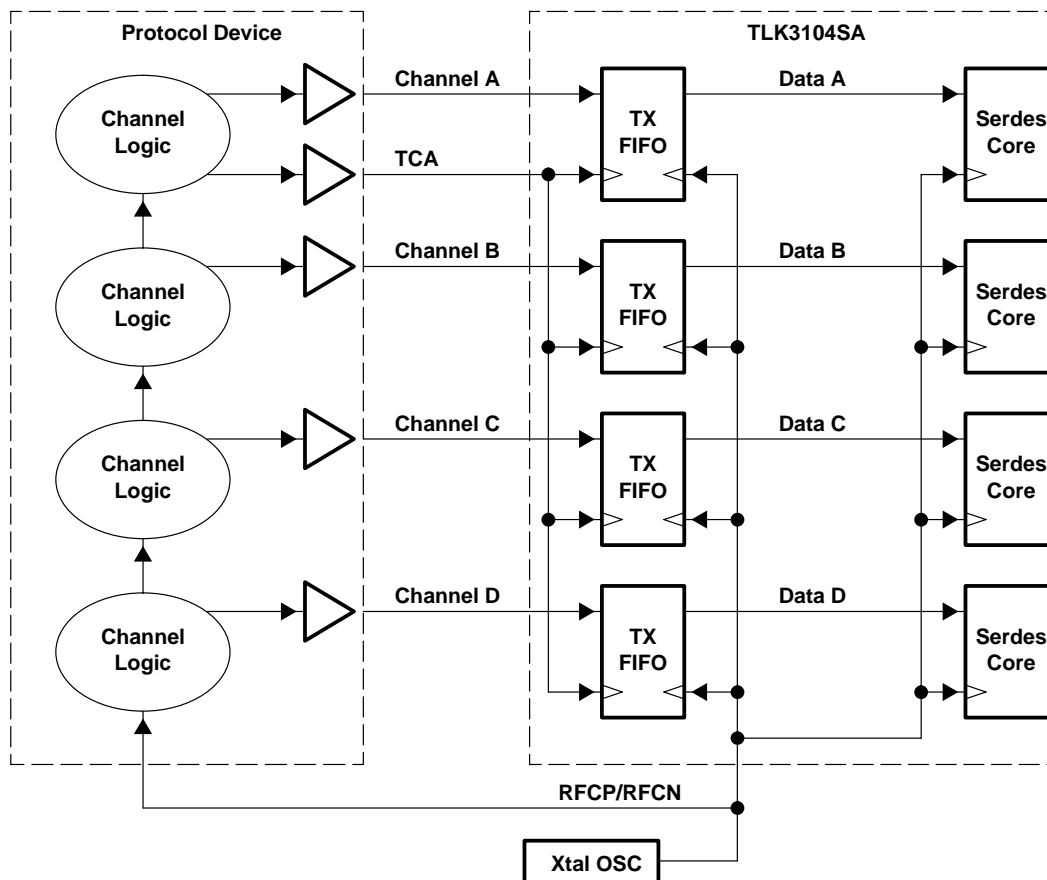 Protocol Device
TLK3104SA
Channel
Logic
Channel A
TX
FIFO
Data A
Serdes
Core
TCA
Channel
Logic
Channel B
TX
FIFO
Data B
Serdes
Core
Channel
Logic
Channel C
TX
FIFO
Data C
Serdes
Core
Channel
Logic
Channel D
TX
FIFO
Data D
Serdes
Core
RFCP/RFCN
Xtal OSC